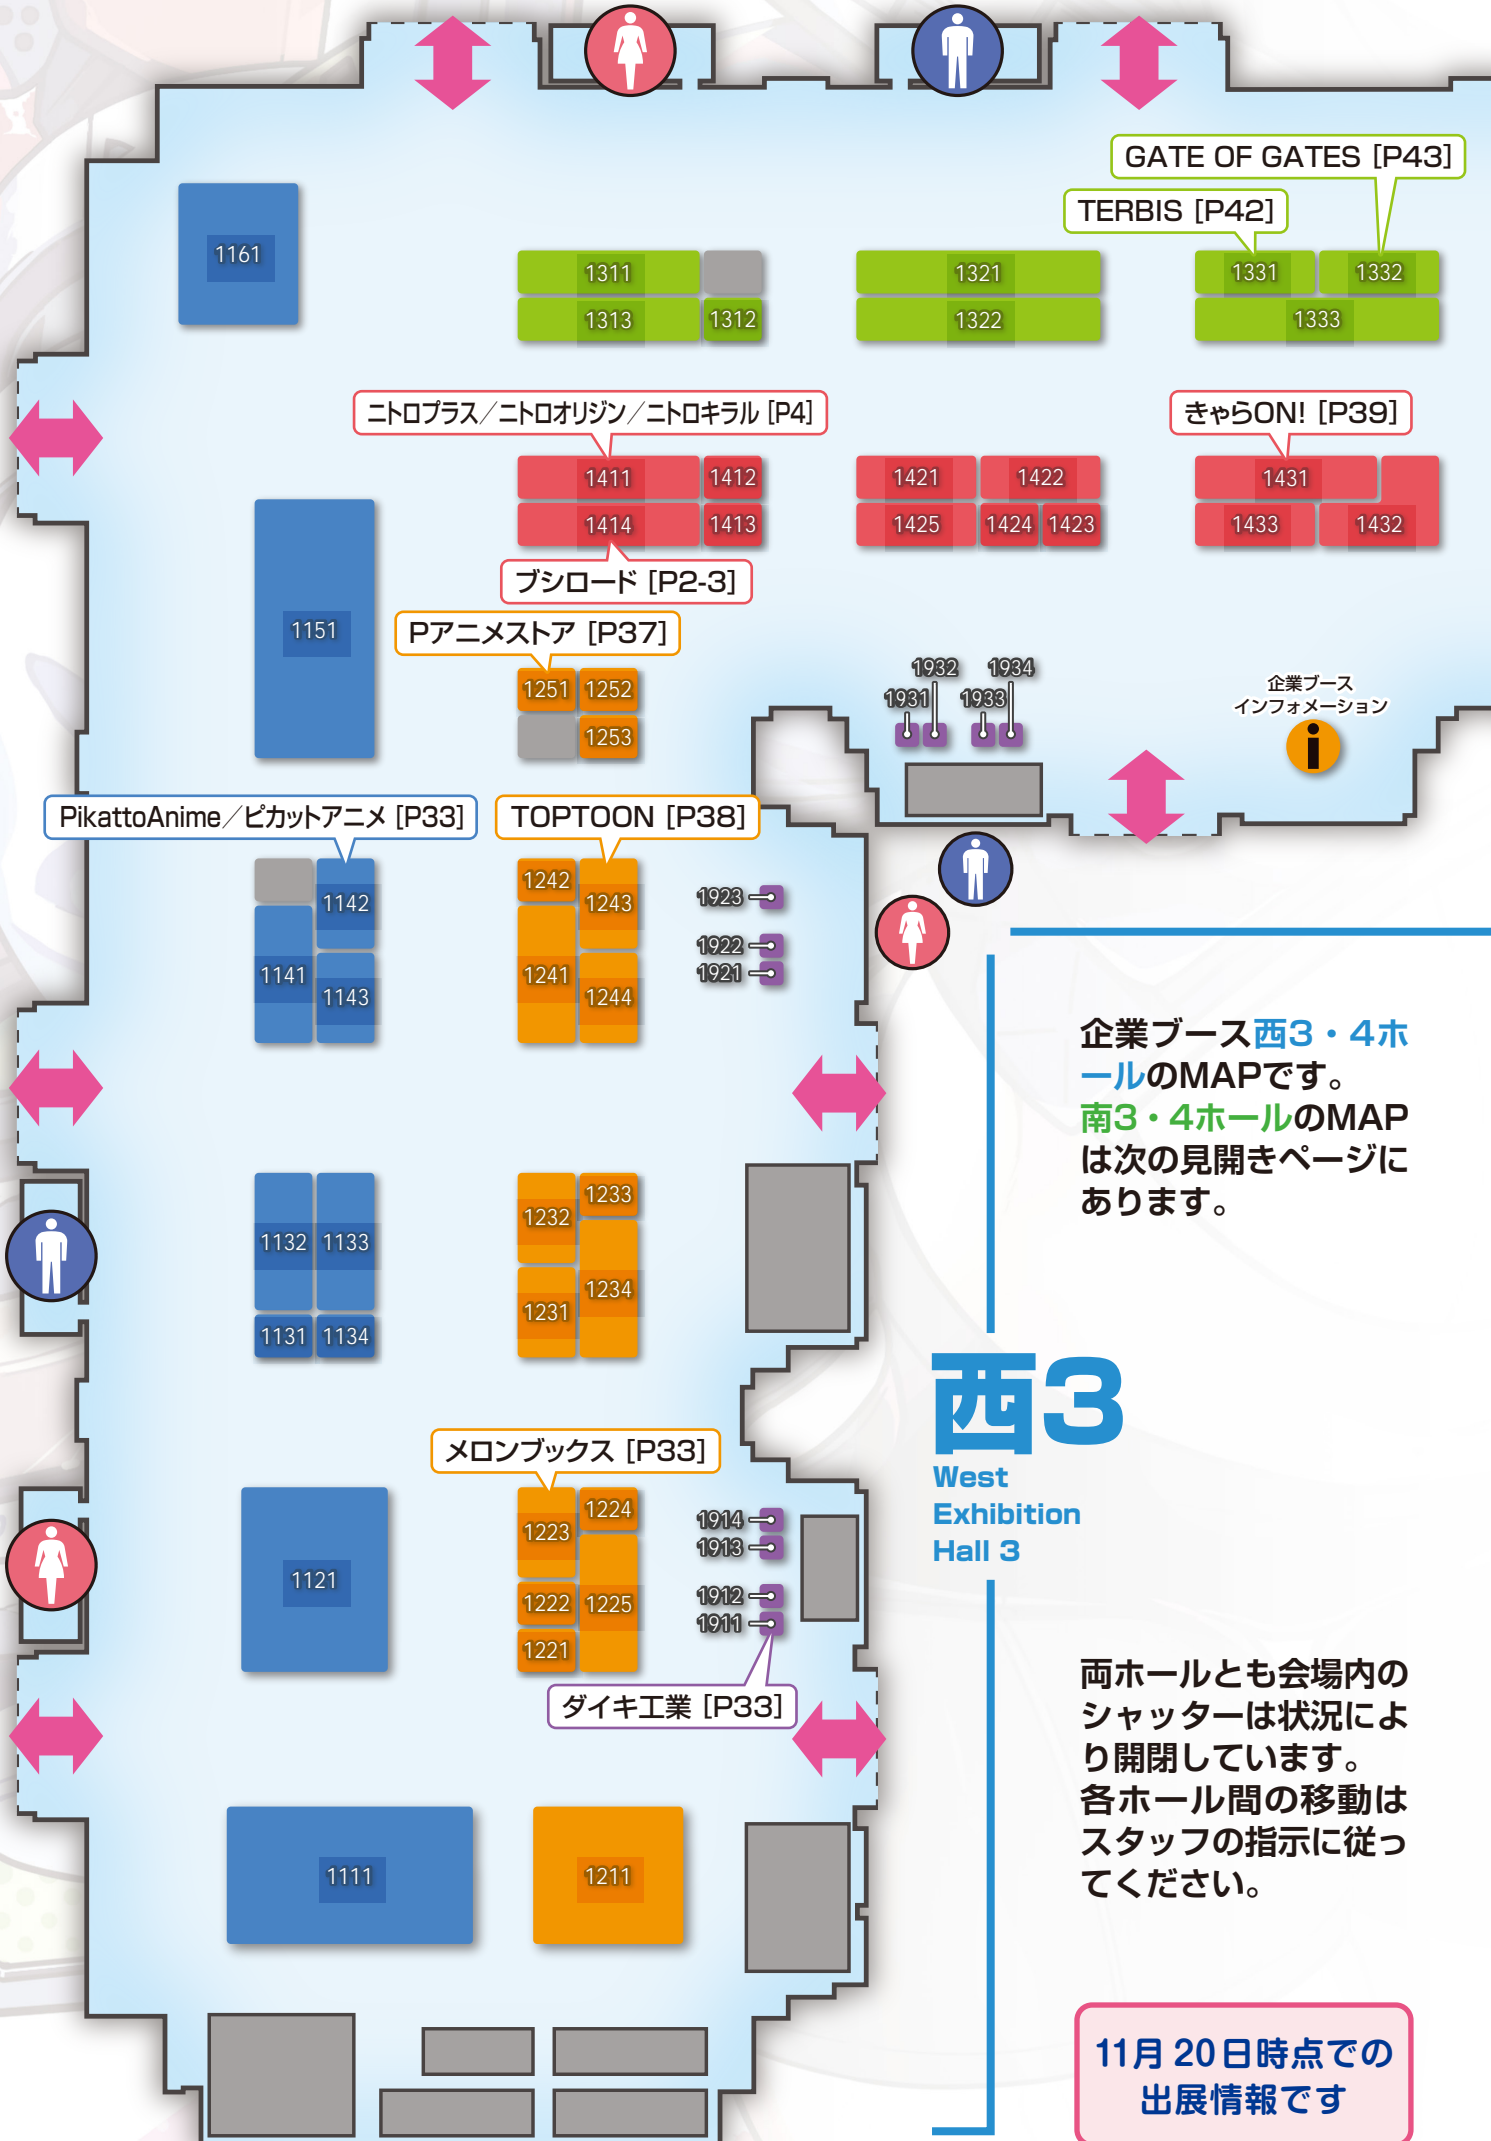 GATE OF GATES [P43]
TERBIS [P42]
1161
1311
1321
1331
1332
1313
1312
1322
1333
ニトロプラス／ニトロオリジン／ニトロキラル [P4]
きゃらON! [P39]
1411
1412
1421
1422
1431
1414
1413
1425
1424
1423
1433
1432
ブシロード [P2-3]
1151
Pアニメストア [P37]
1251
1252
1253
1932
1934
1931
1933
企業ブース
インフォメーション
PikattoAnime／ピカットアニメ [P33]
TOPTOON [P38]
1142
1141
1143
1242
1243
1241
1244
1923
1922
1921
企業ブース西3・4ホ
ールのMAPです。
南3・4ホールのMAP
は次の見開きページに
あります。
1132
1133
1131
1134
1232
1233
1231
1234
西3
West
Exhibition
Hall 3
メロンブックス [P33]
1121
1223
1224
1222
1225
1221
1914
1913
1912
1911
ダイキ工業 [P33]
両ホールとも会場内の
シャッターは状況によ
り開閉しています。
各ホール間の移動は
スタッフの指示に従っ
てください。
1111
1211
11月20日時点での
出展情報です